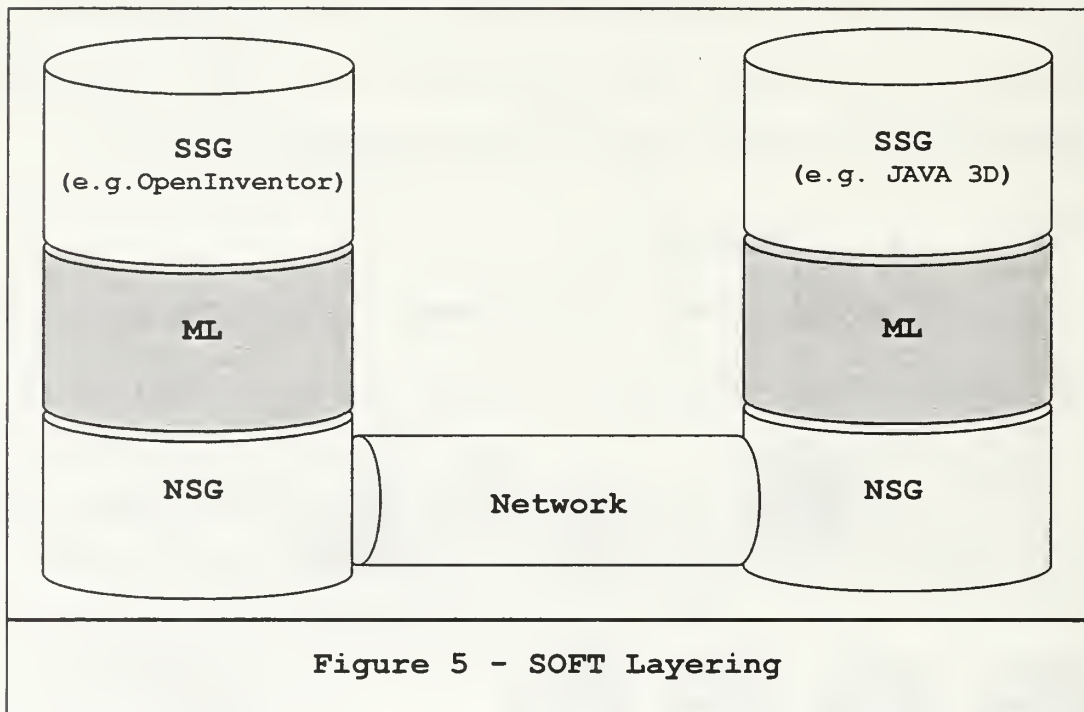 SSG
(e.g.OpenInventor)
ML
NSG
Network
SSG
(e.g. JAVA 3D)
ML
NSG
Figure 5 - SOFT Layering